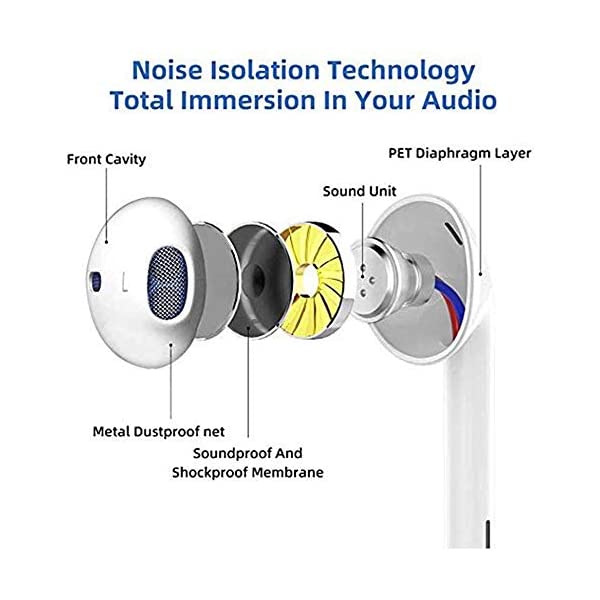 Noise Isolation Technology
Total Immersion In Your Audio
Front Cavity
PET Diaphragm Layer
Sound Unit
L
Metal Dustproof net
Soundproof And
Shockproof Membrane